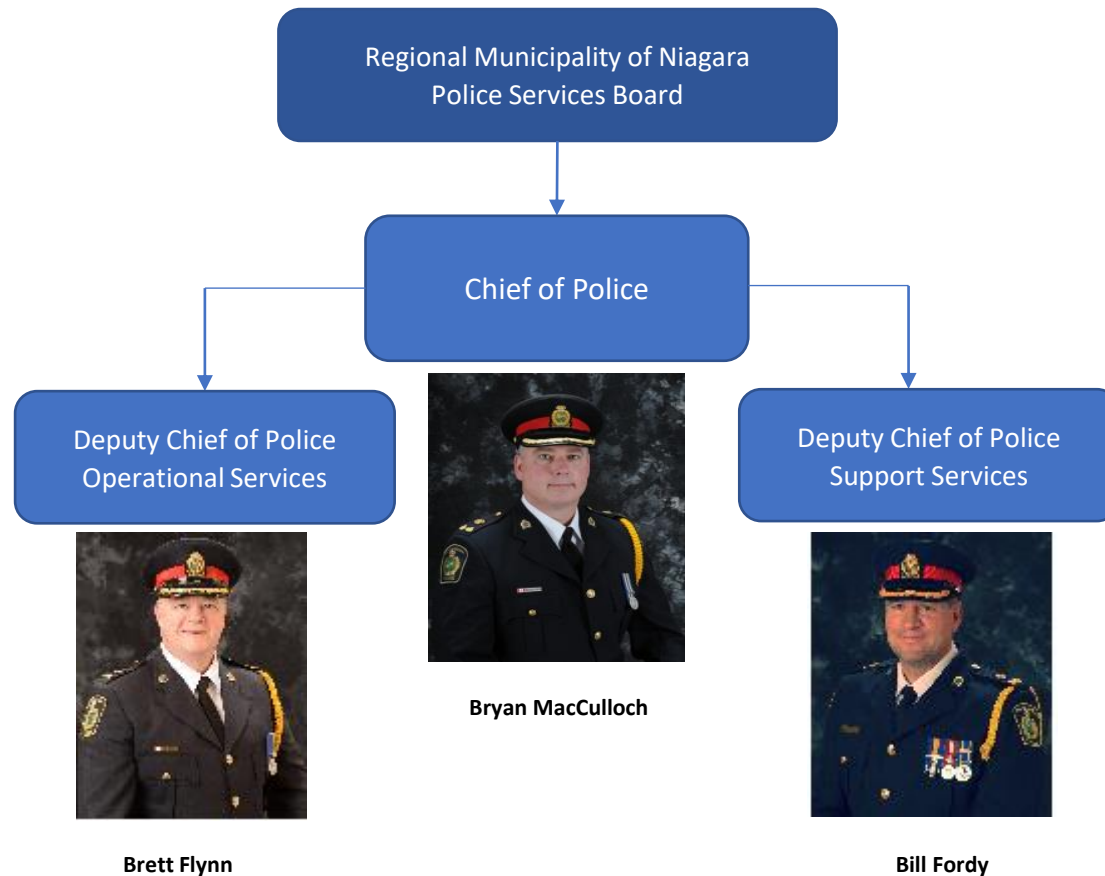 Regional Municipality of Niagara
Police Services Board
Chief of Police
Deputy Chief of Police
Operational Services
Deputy Chief of Police
Support Services
Bryan MacCulloch
Brett Flynn
Bill Fordy